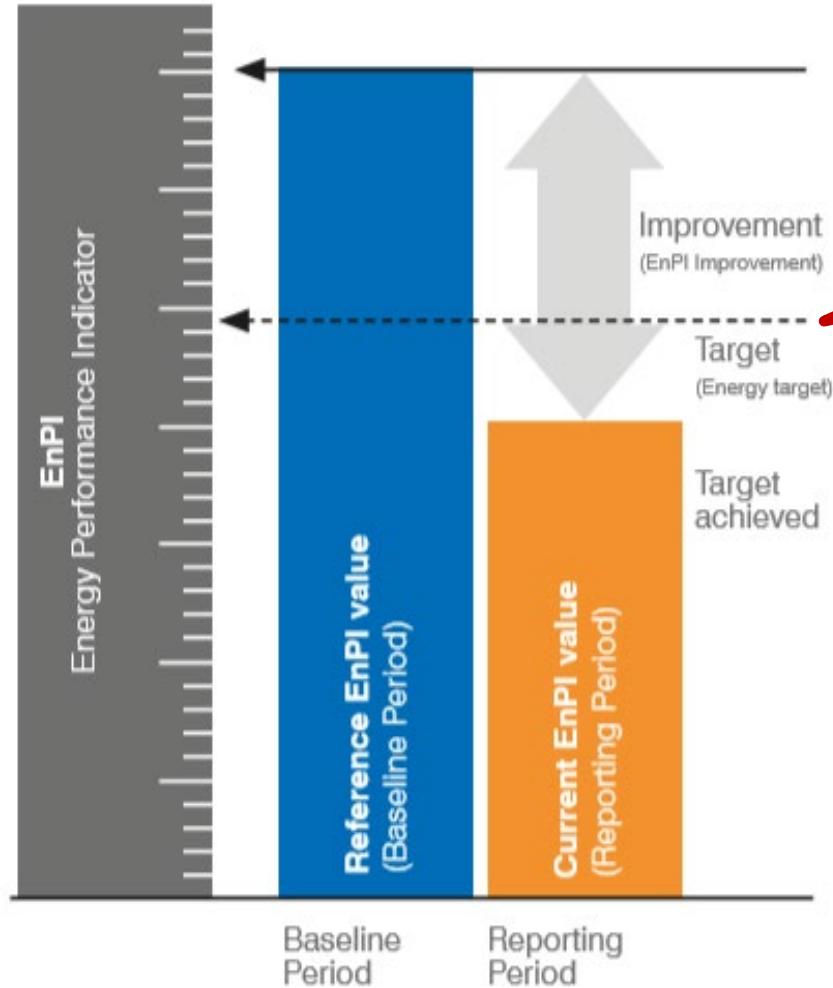 EnPI
Energy Performance Indicator
Improvement
(EnPI Improvement)
Target
(Energy target)
Target
achieved
Reference EnPI value
(Baseline Period)
Current EnPI value
(Reporting Period)
Baseline
Period
Reporting
Period